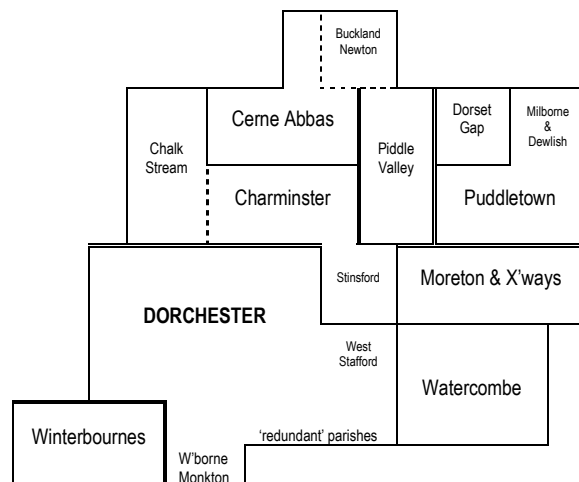 Buckland
Newton
Cerne Abbas
Dorset
Gap
Milborne
&
Dewlish
Chalk
Stream
Piddle
Valley
Charminster
Puddletown
Stinsford
Moreton & X'ways
DORCHESTER
West
Stafford
Watercombe
Winterbournes
'redundant' parishes
W'borne
Monkton